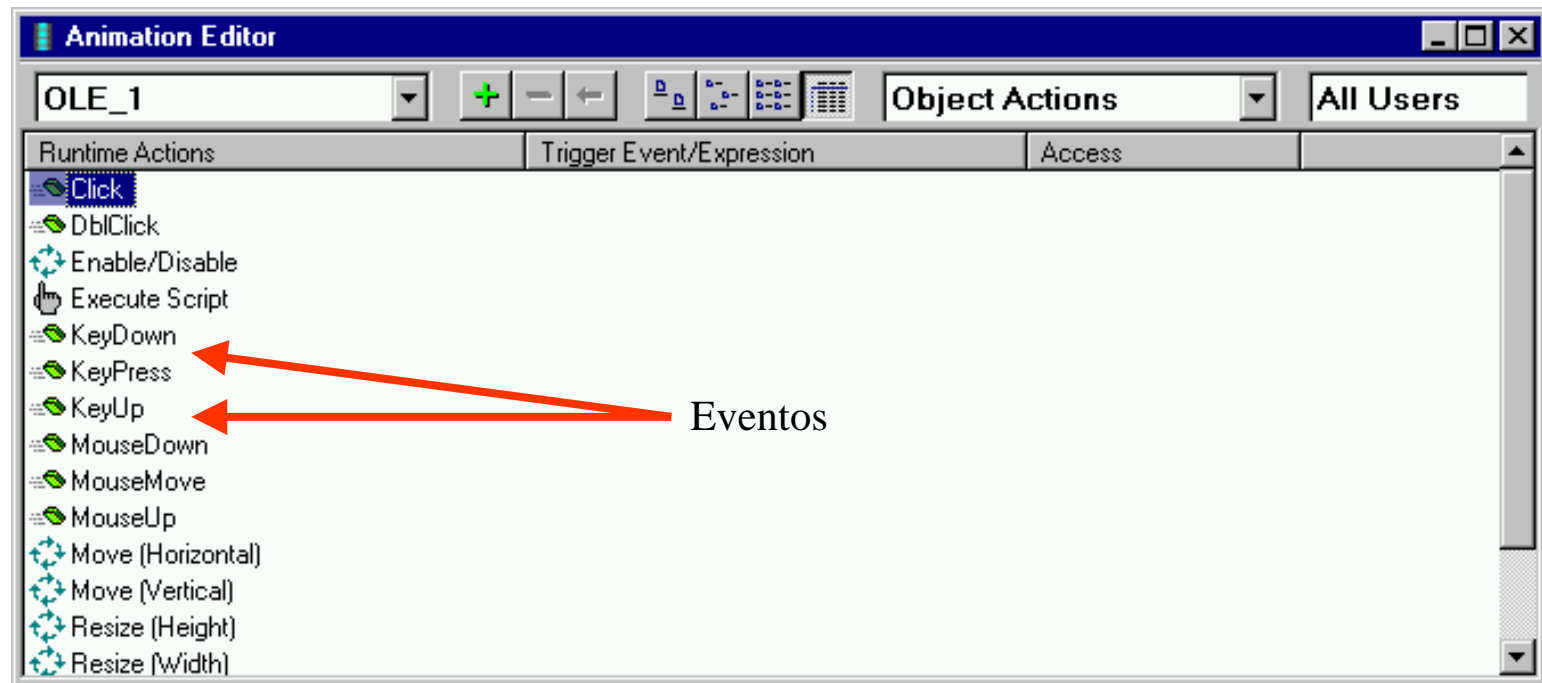 Animation Editor
OLE_1 Object Actions All Users
Runtime Actions Trigger Event/Expression Access
Click
DblClick
Enable/Disable
Execute Script
KeyDown
KeyPress
KeyUp
Eventos
MouseDown
MouseMove
MouseUp
Move (Horizontal)
Move (Vertical)
Resize (Height)
Resize (Width)